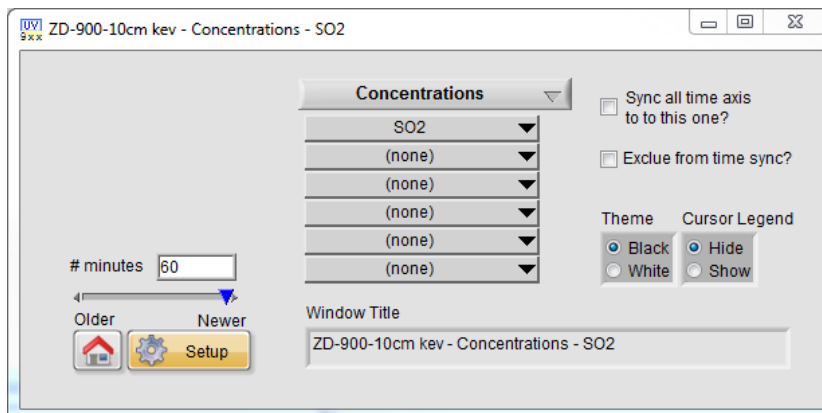 UV
9xx
ZD-900-10cm kev - Concentrations - SO2
Concentrations
SO2
(none)
(none)
(none)
(none)
(none)
Sync all time axis
to to this one?
Exclue from time sync?
Theme
Black
White
Cursor Legend
Hide
Show
# minutes 60
Older Newer
Setup
Window Title
ZD-900-10cm kev - Concentrations - SO2